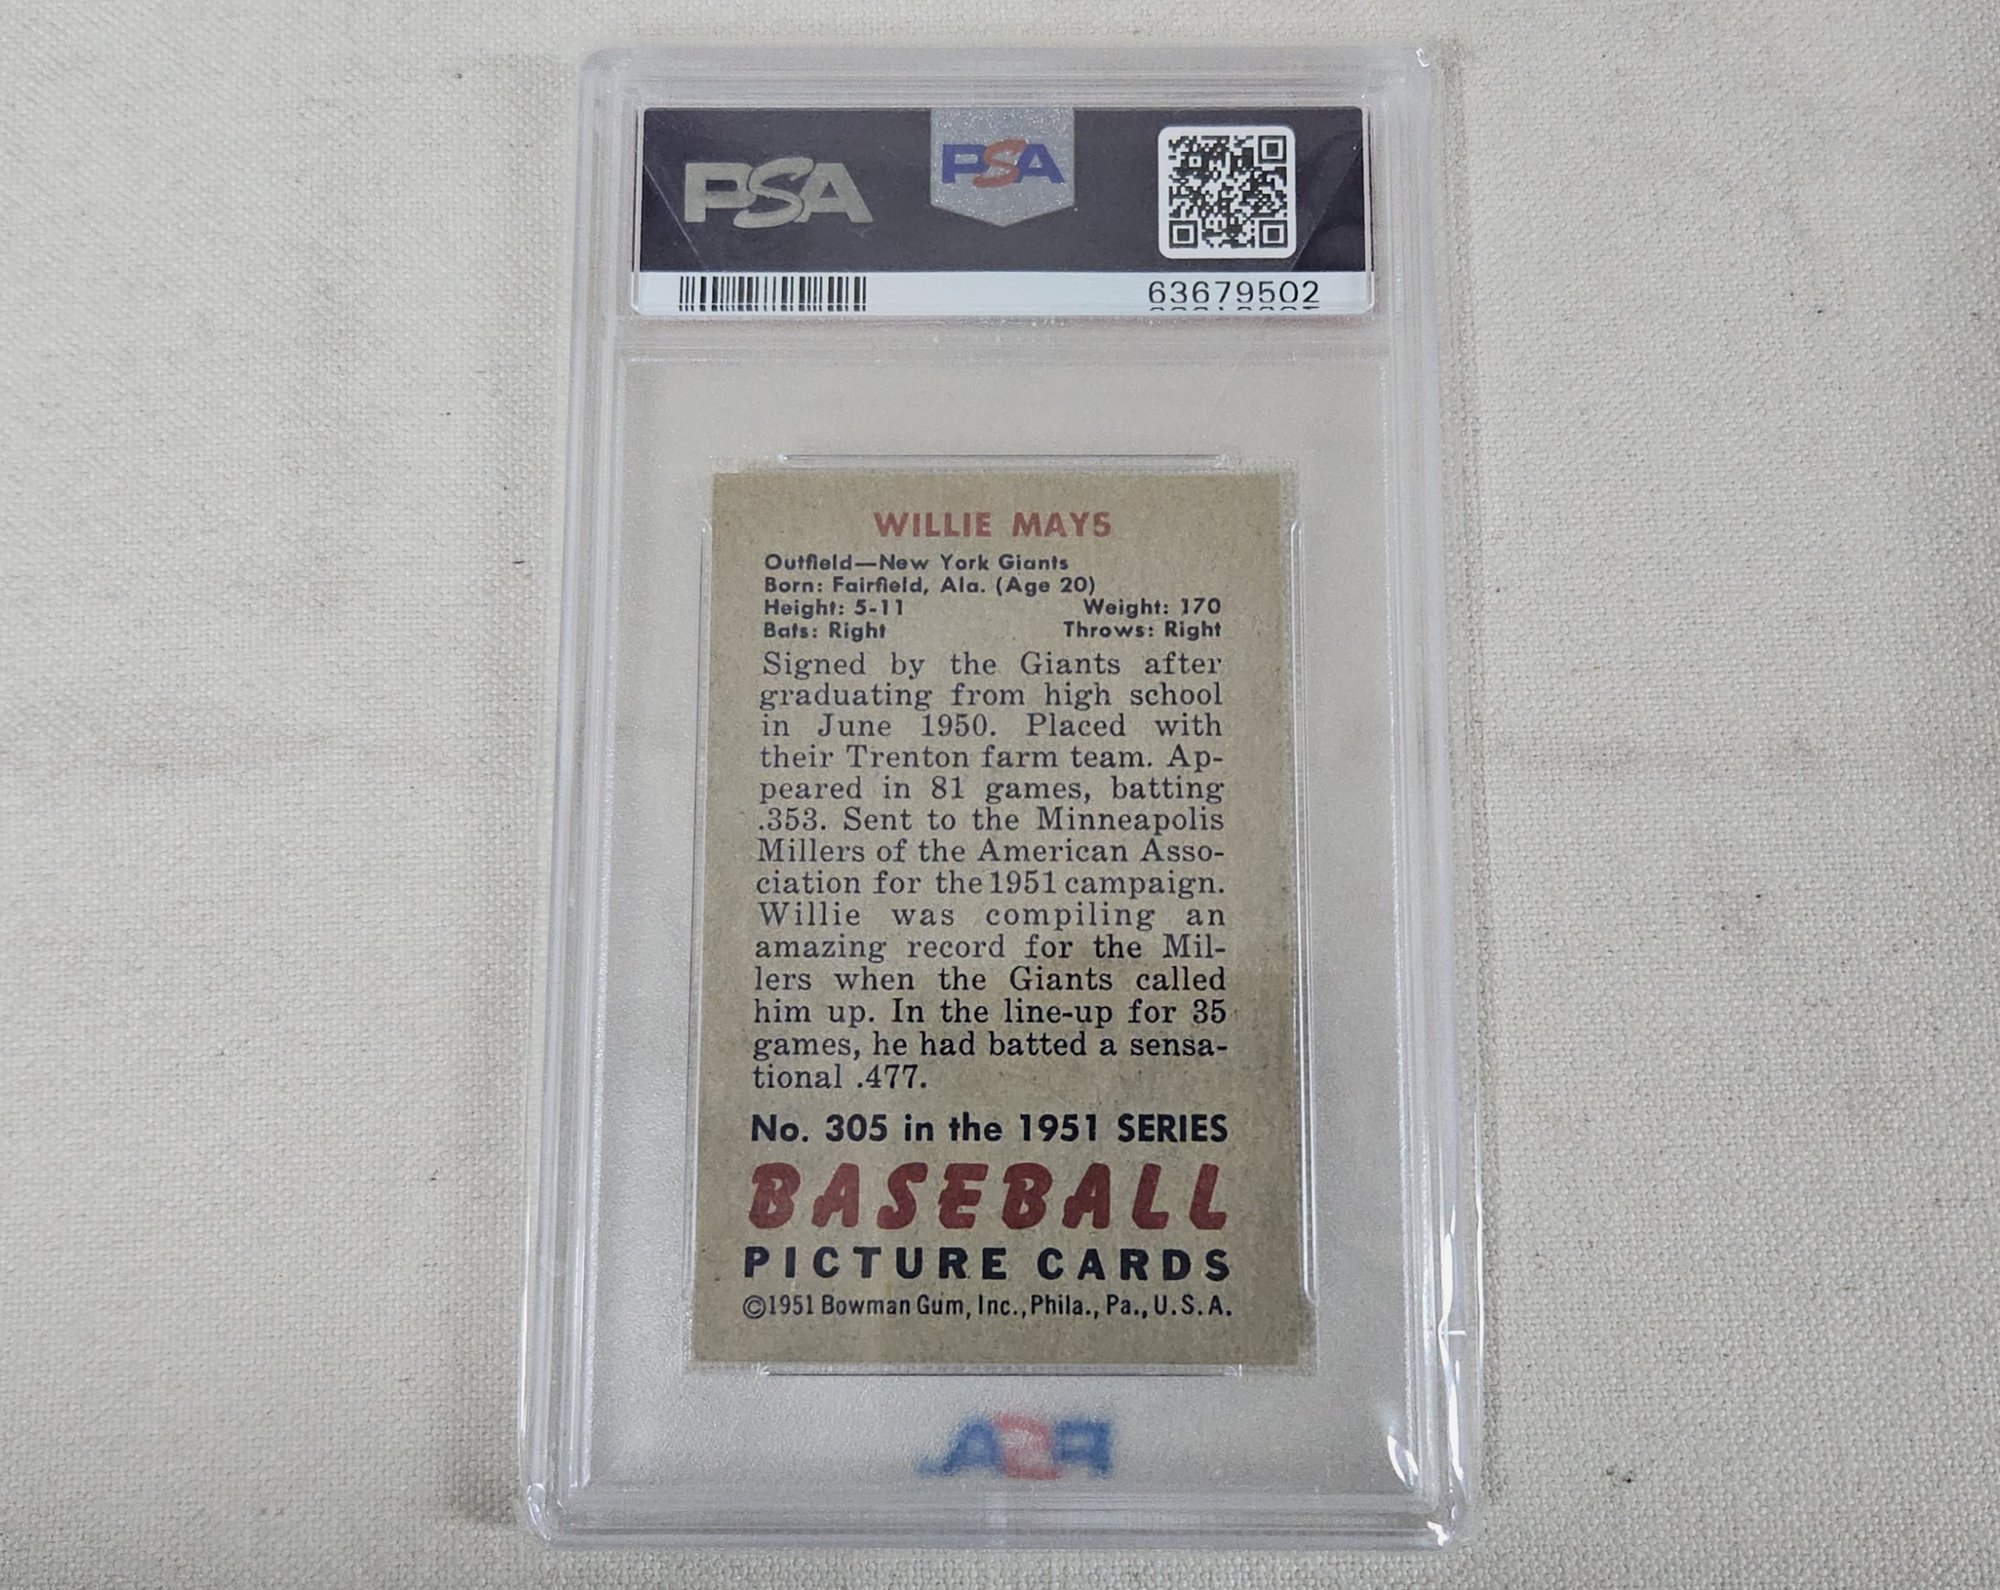 PSA
PSA
63679502
WILLIE MAYS
Outfield—New York Giants
Born: Fairfield, Ala. (Age 20)
Height: 5-11 Weight: 170
Bats: Right Throws: Right
Signed by the Giants after
graduating from high school
in June 1950. Placed with
their Trenton farm team. Ap-
peared in 81 games, batting
.353. Sent to the Minneapolis
Millers of the American Asso-
ciation for the 1951 campaign.
Willie was compiling an
amazing record for the Mil-
lers when the Giants called
him up. In the line-up for 35
games, he had batted a sensa-
tional .477.
No. 305 in the 1951 SERIES
BASEBALL
PICTURE CARDS
©1951 Bowman Gum, Inc., Phila., Pa., U.S.A.
PSA